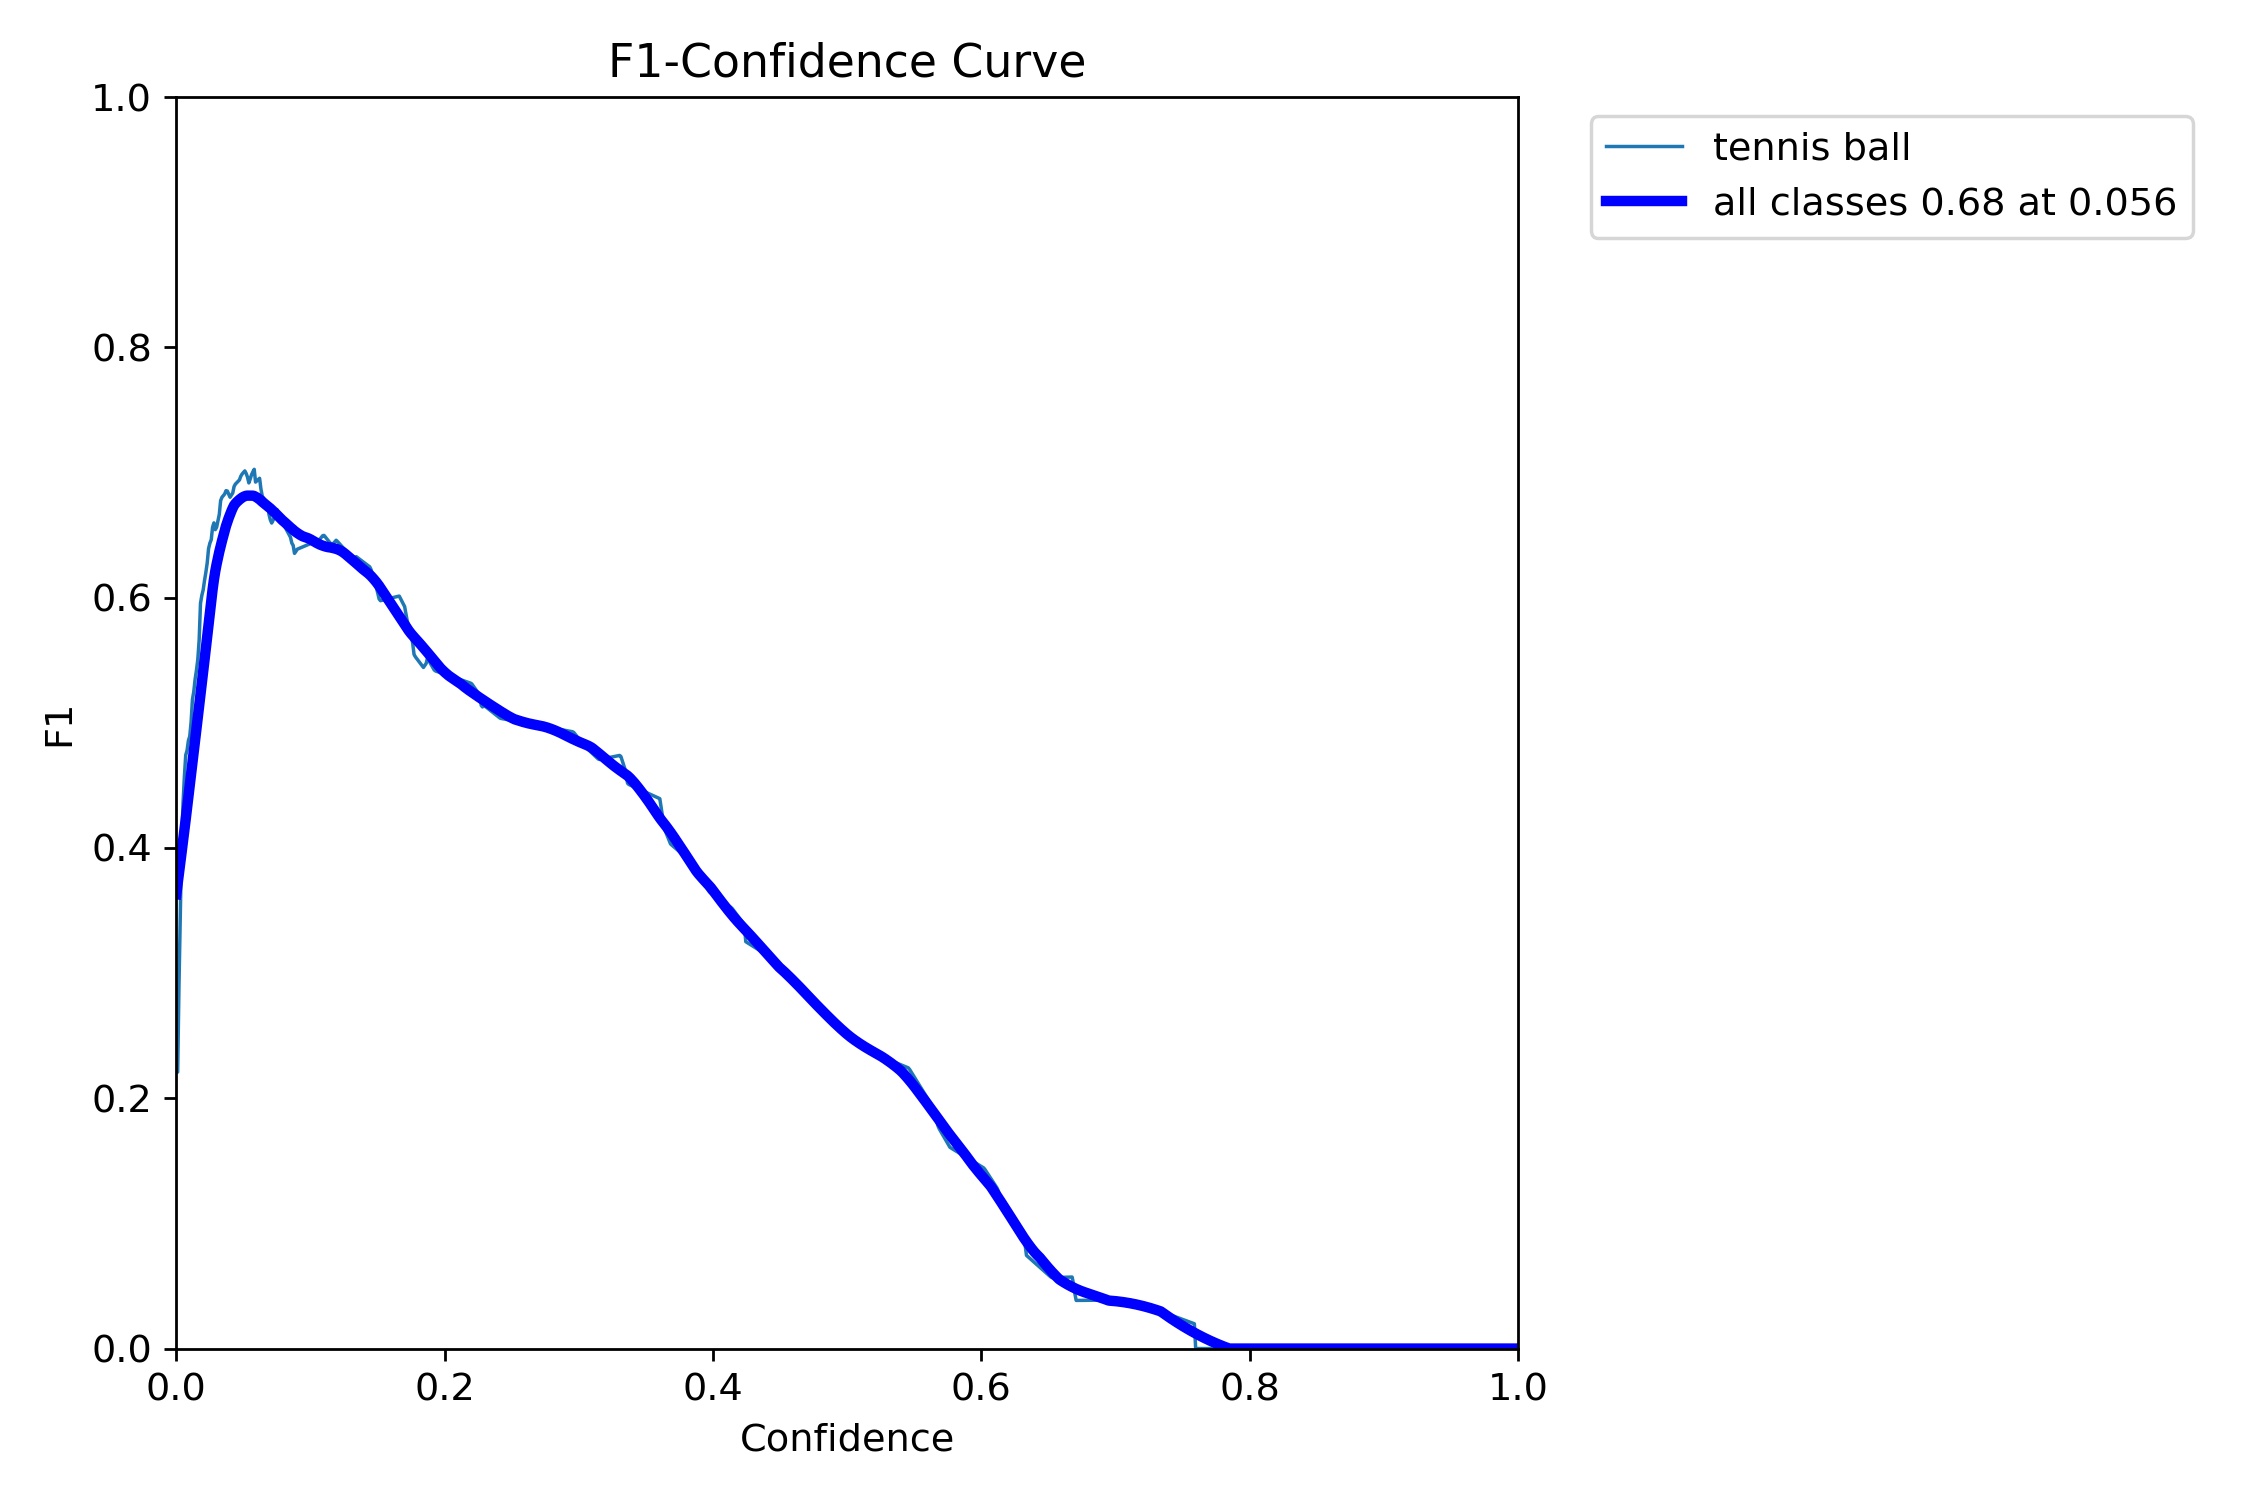 F1-Confidence Curve
1.0
0.8
0.6
0.4
0.2
0.0
F1
0.0 0.2 0.4 0.6 0.8 1.0
Confidence
tennis ball
all classes 0.68 at 0.056